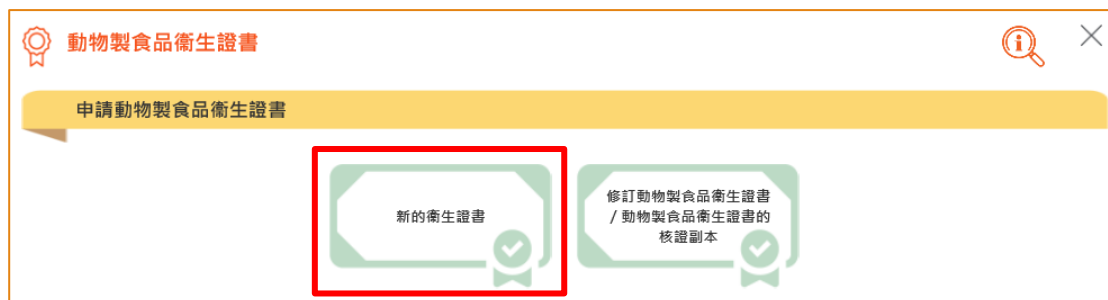 動物製食品衞生證書
申請動物製食品衞生證書
新的衞生證書
修訂動物製食品衞生證書
/ 動物製食品衞生證書的
核證副本